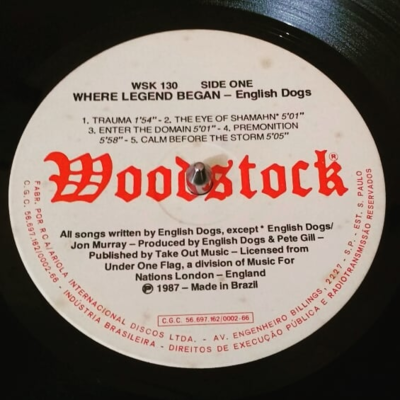 WSK 130 SIDE ONE
WHERE LEGEND BEGAN – English Dogs
1. TRAUMA 1'54" - 2. THE EYE OF SHAMAHN* 5'01"
3. ENTER THE DOMAIN 5'01" - 4. PREMONITION
5'58" - 5. CALM BEFORE THE STORM 5'05"
Woodstock®
All songs written by English Dogs, except * English Dogs/
Jon Murray – Produced by English Dogs & Pete Gill –
Published by Take Out Music – Licensed from
Under One Flag, a division of Music For
Nations London – England
℗ 1987 – Made in Brazil
C.G.C. 56.697.162/0002-66
FABR. POR RCA/ARIOLA INTERNACIONAL DISCOS LTDA. - AV. ENGENHEIRO BILLINGS, 2227 - S.P. - EST. S. PAULO
C.G.C. 56.697.162/0002-66 - INDÚSTRIA BRASILEIRA - DIREITOS DE EXECUÇÃO PÚBLICA E RADIOTRANSMISSÃO RESERVADOS